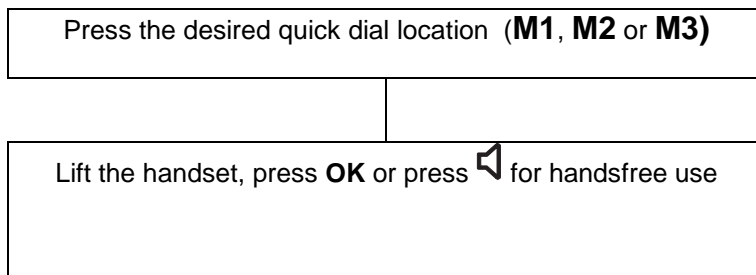 Press the desired quick dial location (M1, M2 or M3)
Lift the handset, press OK or press for handsfree use